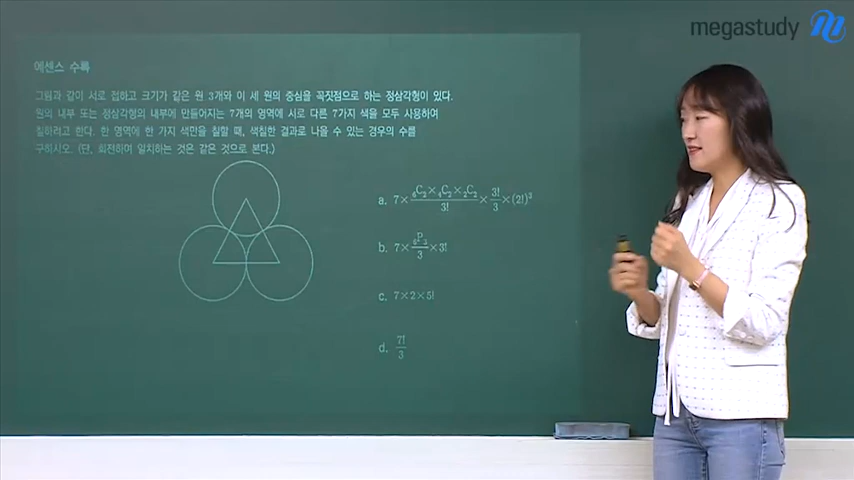 megastudy
에센스 수록
그림과 같이 서로 접하고 크기가 같은 원 3개와 이 세 원의 중심을 꼭짓점으로 하는 정삼각형이 있다.
원의 내부 또는 정삼각형의 내부에 만들어지는 7개의 영역에 서로 다른 7가지 색을 모두 사용하여
칠하려고 한다. 한 영역에 한 가지 색만을 칠할 때, 색칠한 결과로 나올 수 있는 경우의 수를
구하시오. (단, 회전하여 일치하는 것은 같은 것으로 본다.)
a. 7×(₆C₂×₄C₂×₂C₂)/3!×3!/3×(2!)³
b. 7×₆P₃/3×3!
c. 7×2×5!
d. 7!/3